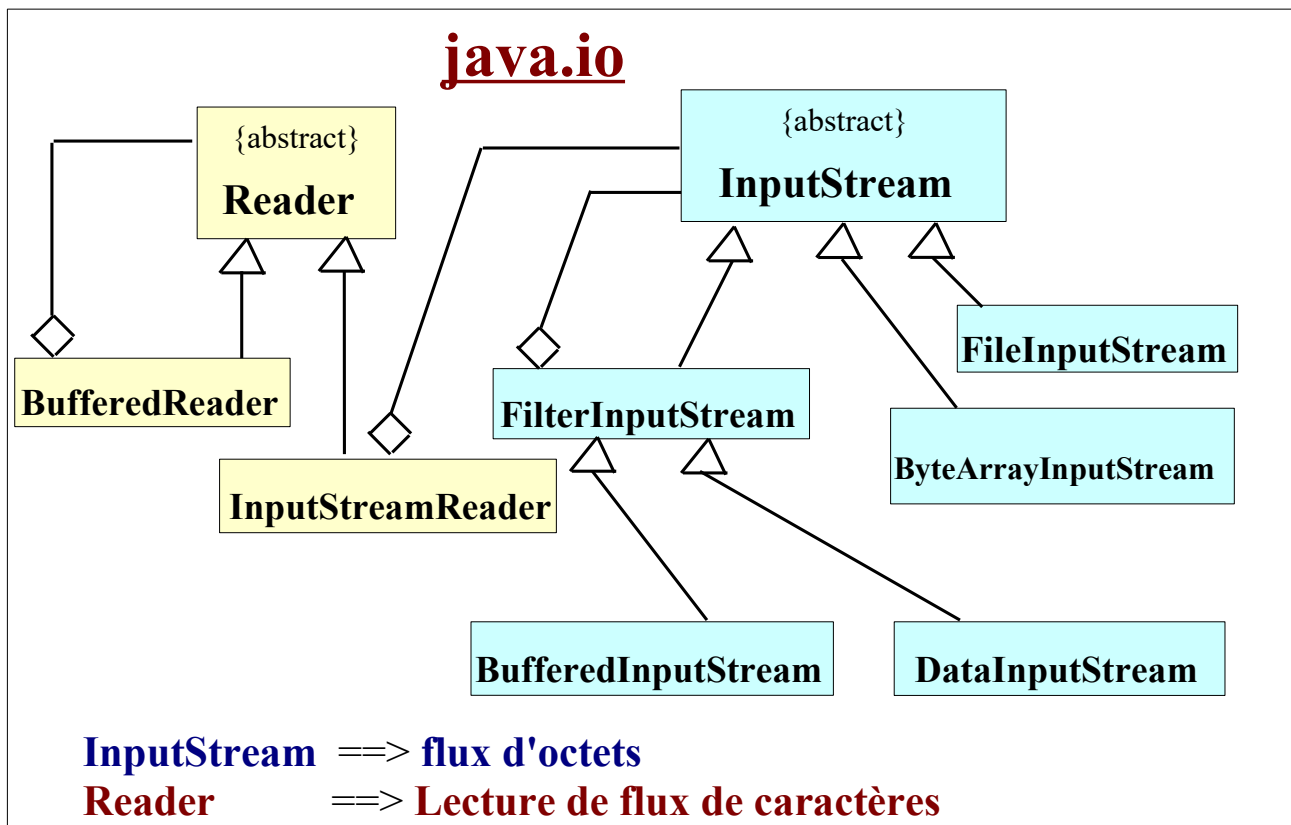 java.io
{abstract}
Reader
{abstract}
InputStream
FileInputStream
BufferedReader
FilterInputStream
ByteArrayInputStream
InputStreamReader
BufferedInputStream
DataInputStream
InputStream ==> flux d'octets
Reader ==> Lecture de flux de caractères